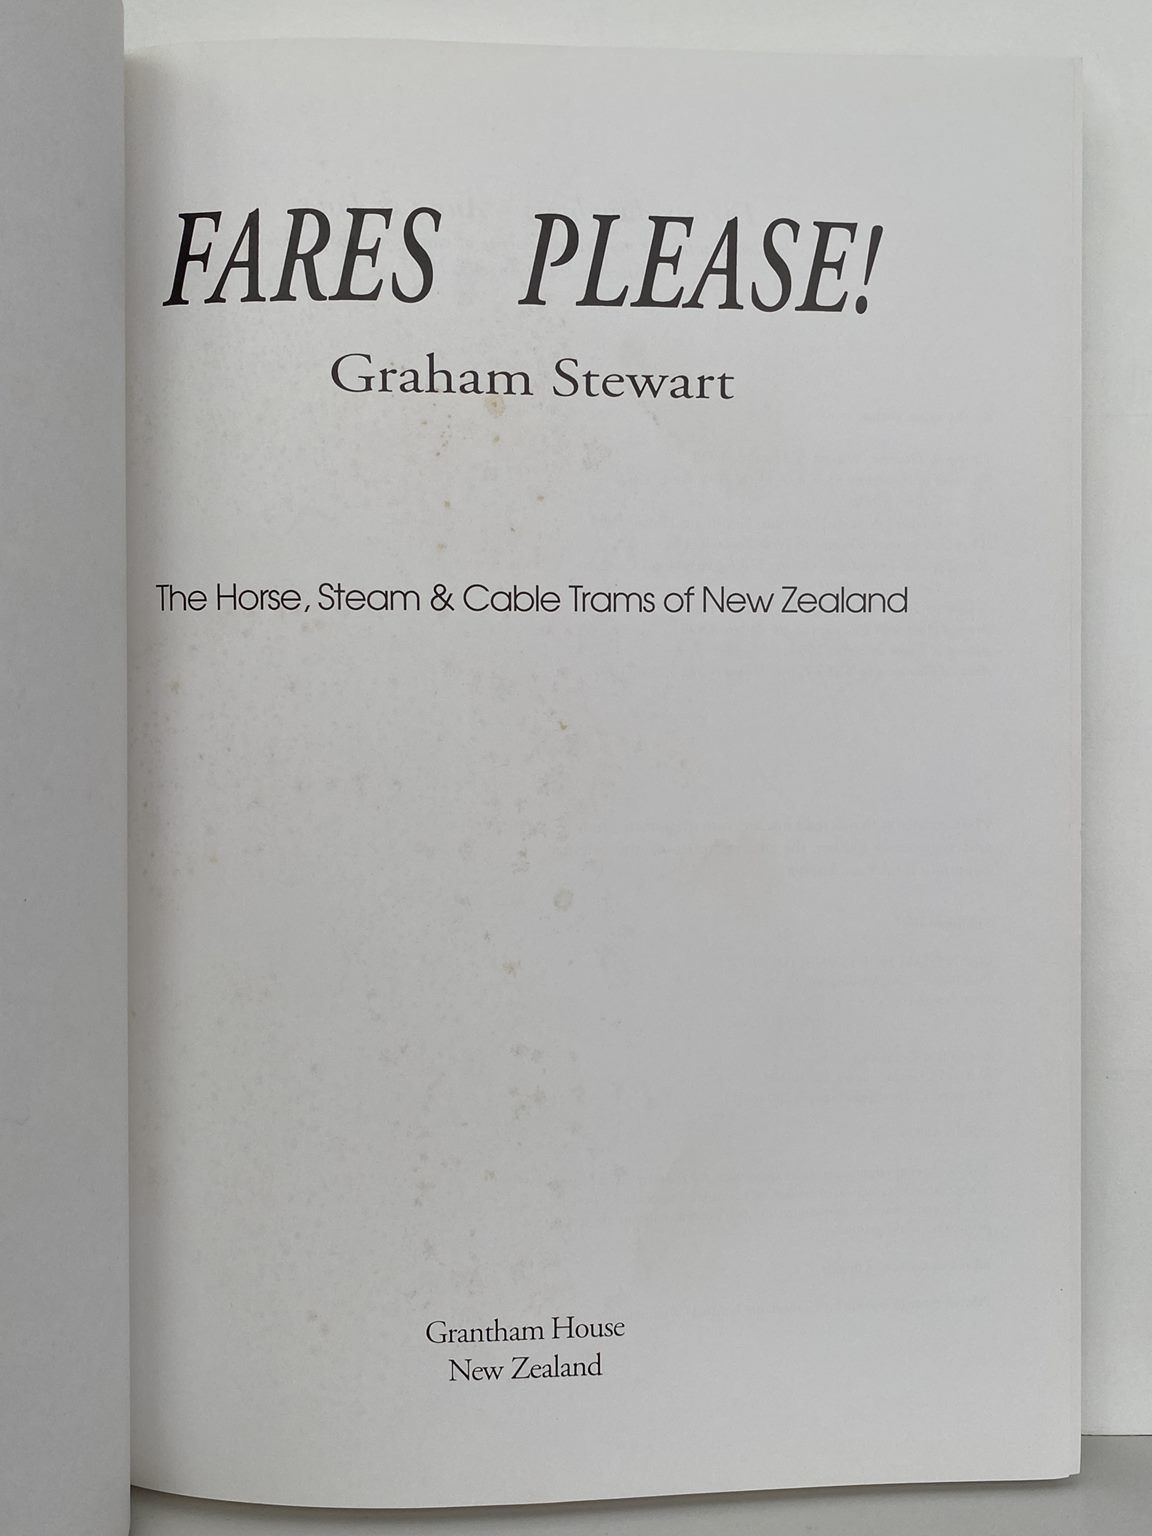 FARES PLEASE!
Graham Stewart
The Horse, Steam & Cable Trams of New Zealand
Grantham House
New Zealand